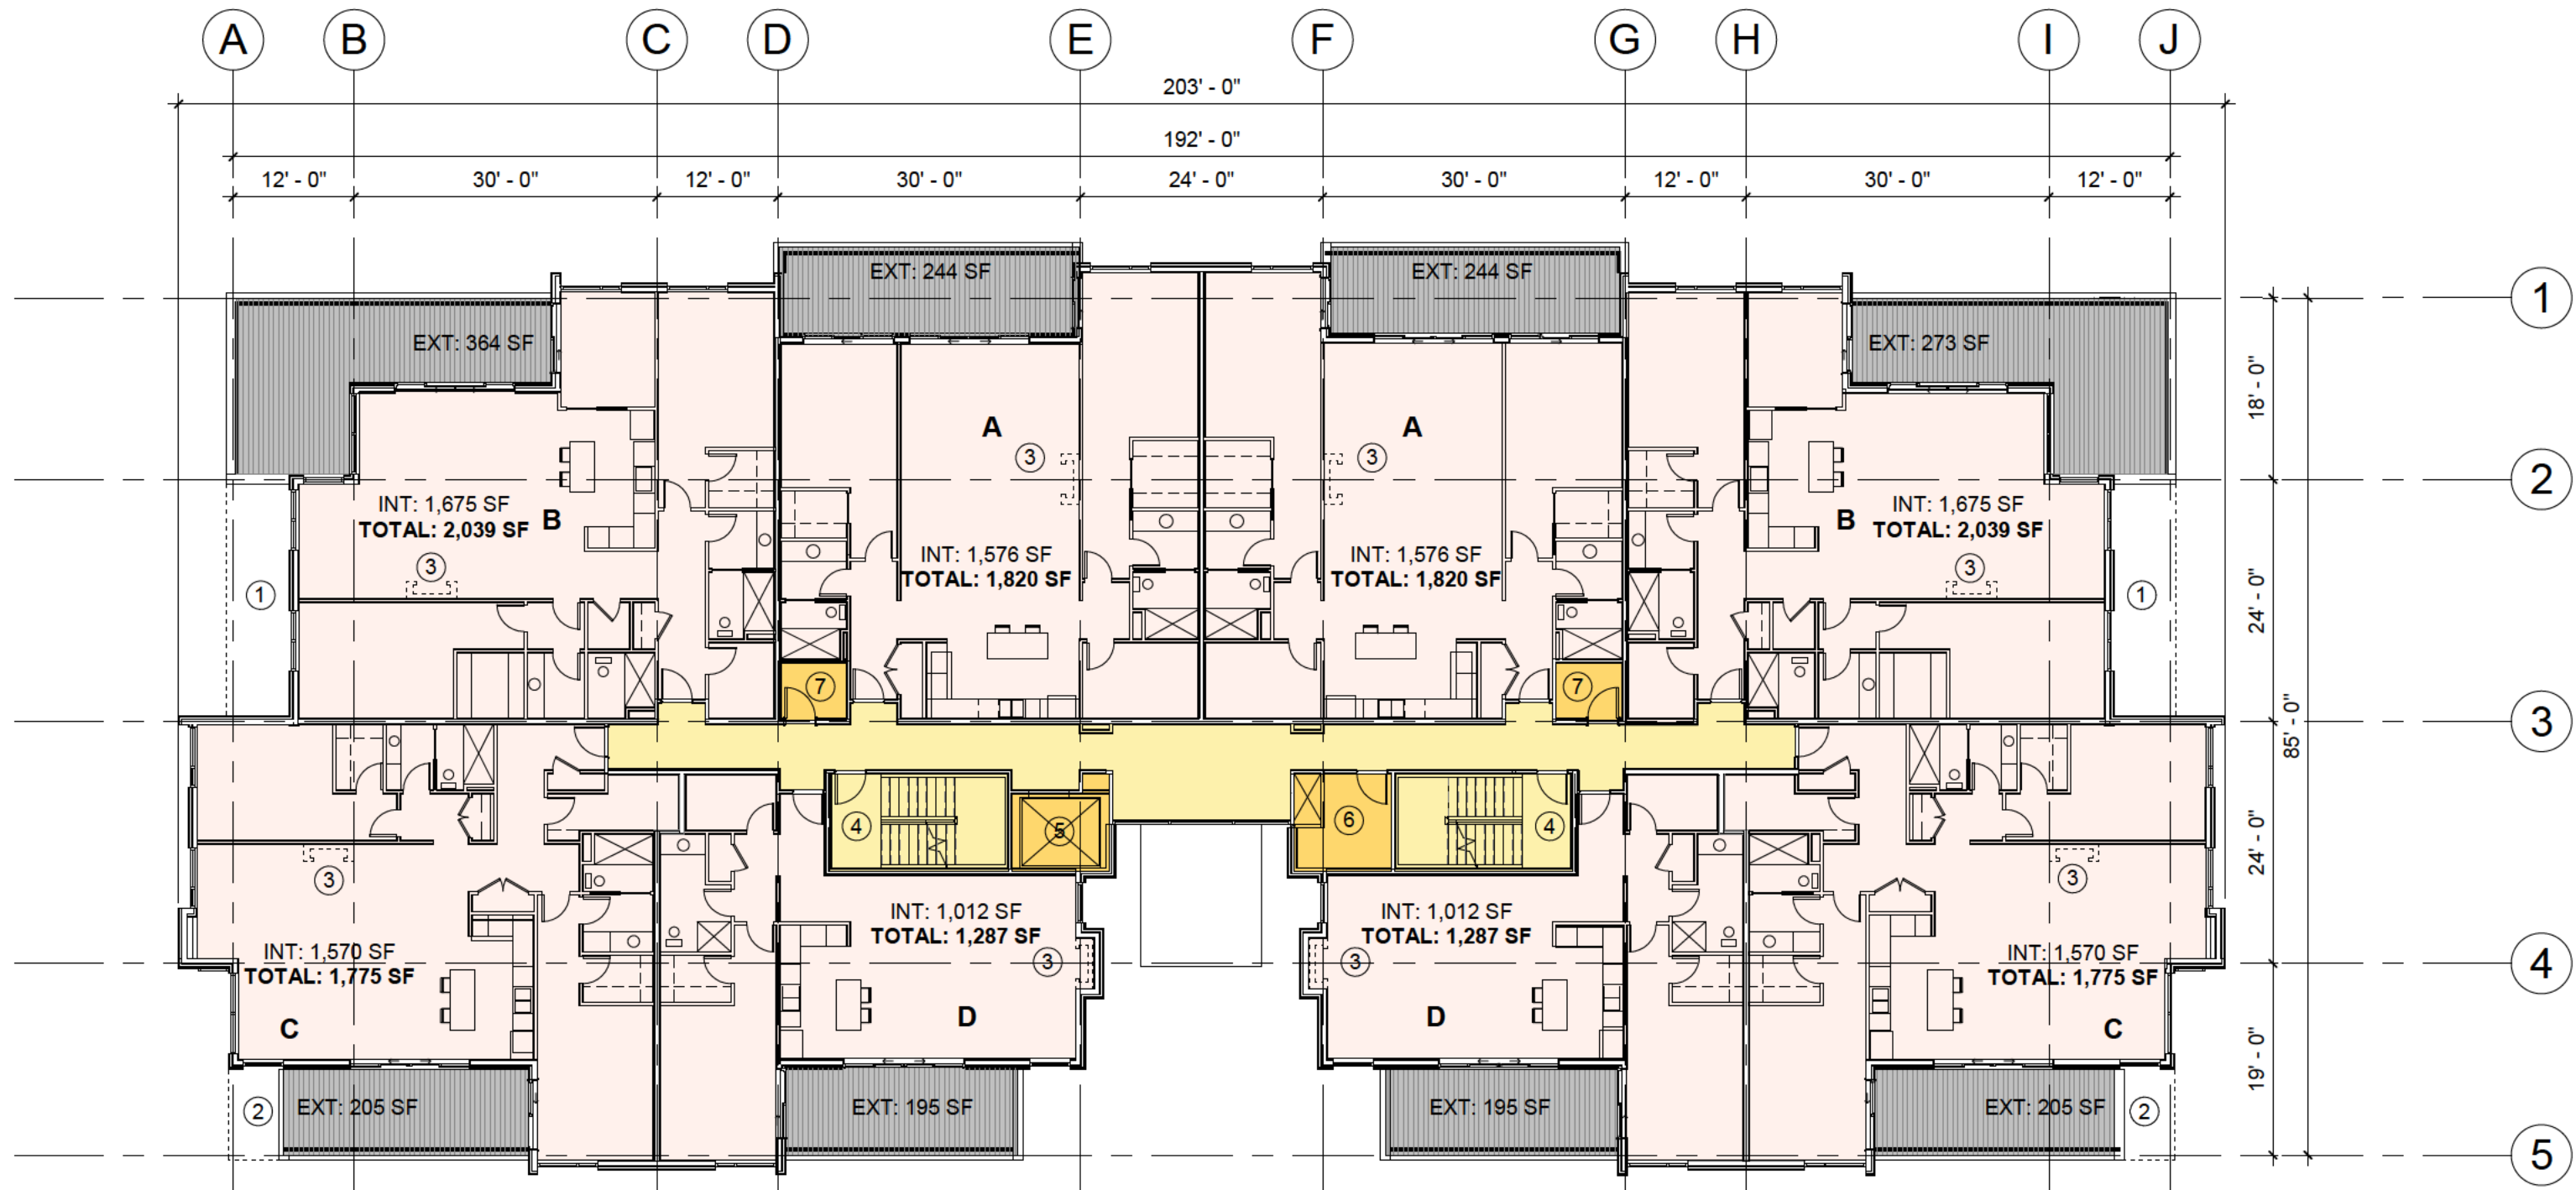 A B C D E F G H I J
203' - 0"
192' - 0"
12' - 0" 30' - 0" 12' - 0" 30' - 0" 24' - 0" 30' - 0" 12' - 0" 30' - 0" 12' - 0"
EXT: 244 SF
EXT: 244 SF
1
EXT: 364 SF
EXT: 273 SF
18' - 0"
A
3
A
3
2
INT: 1,675 SF
TOTAL: 2,039 SF
B
3
1
INT: 1,576 SF
TOTAL: 1,820 SF
INT: 1,576 SF
TOTAL: 1,820 SF
INT: 1,675 SF
TOTAL: 2,039 SF
B
3
1
24' - 0"
7
7
3
85' - 0"
4
5
6
4
24' - 0"
3
3
INT: 1,570 SF
TOTAL: 1,775 SF
C
INT: 1,012 SF
TOTAL: 1,287 SF
3
D
INT: 1,012 SF
TOTAL: 1,287 SF
3
D
INT: 1,570 SF
TOTAL: 1,775 SF
C
4
19' - 0"
2
EXT: 205 SF
EXT: 195 SF
EXT: 195 SF
EXT: 205 SF
2
5